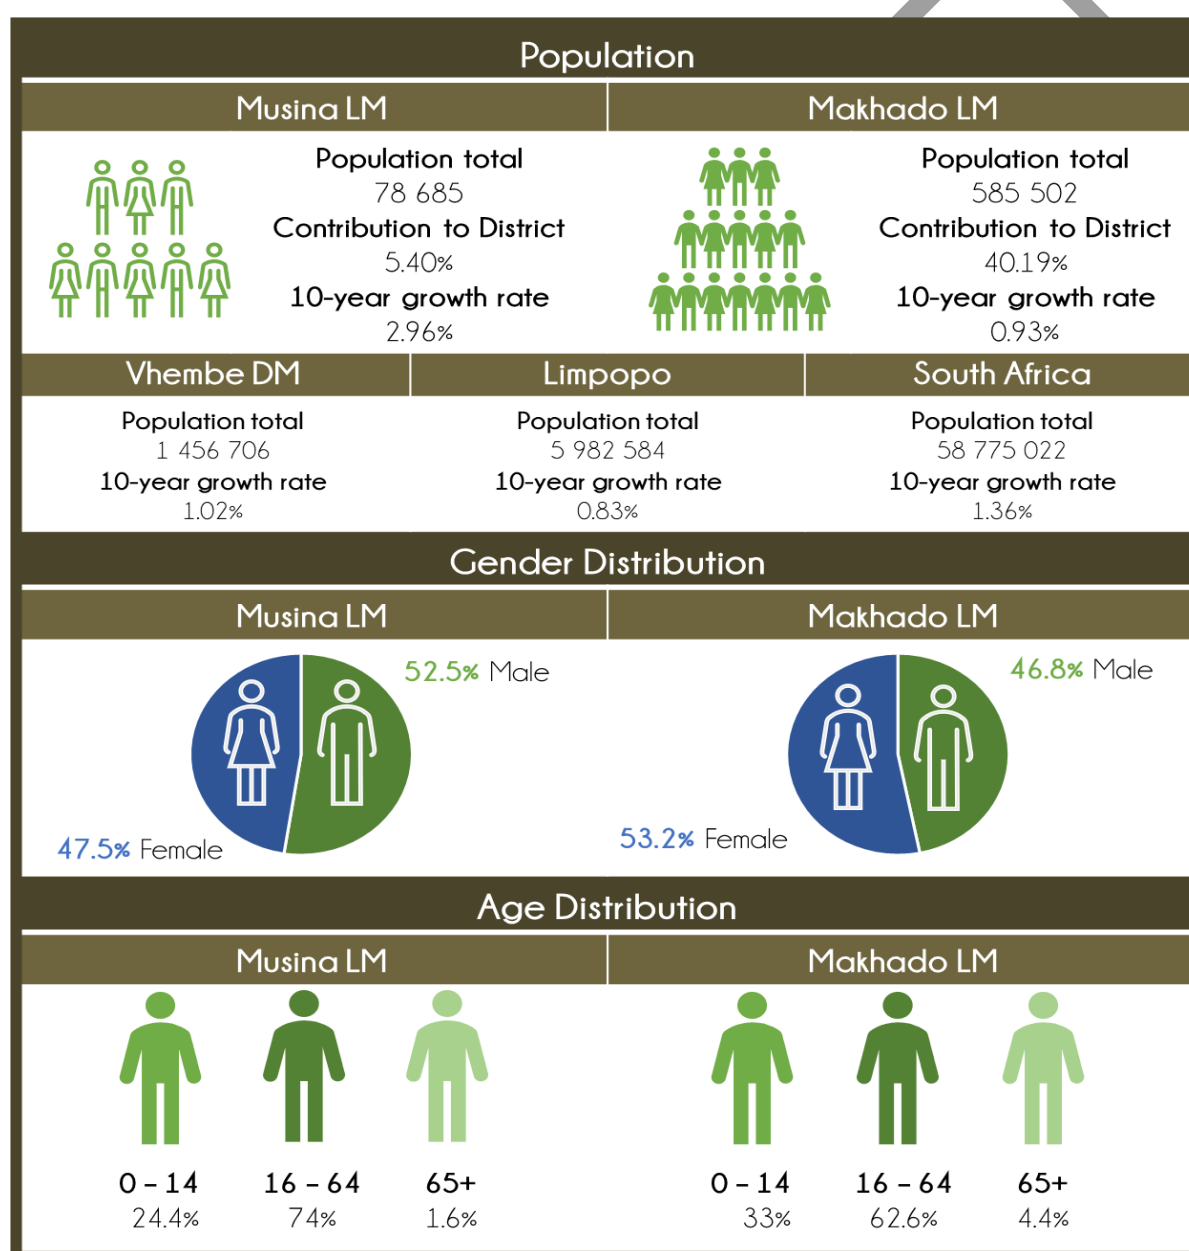 Population
Musina LM
Makhado LM
Population total
78 685
Contribution to District
5.40%
10-year growth rate
2.96%
Population total
585 502
Contribution to District
40.19%
10-year growth rate
0.93%
Vhembe DM
Limpopo
South Africa
Population total
1 456 706
10-year growth rate
1.02%
Population total
5 982 584
10-year growth rate
0.83%
Population total
58 775 022
10-year growth rate
1.36%
Gender Distribution
Musina LM
Makhado LM
52.5% Male
47.5% Female
46.8% Male
53.2% Female
Age Distribution
Musina LM
Makhado LM
0 – 14
16 – 64
65+
24.4%
74%
1.6%
0 – 14
16 – 64
65+
33%
62.6%
4.4%